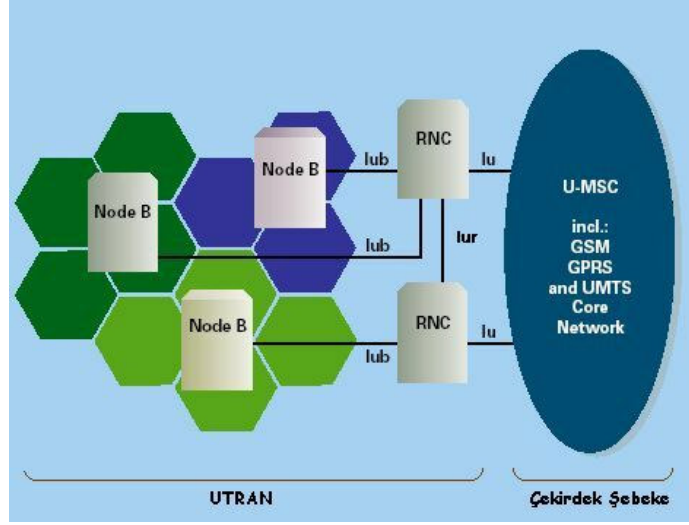 Node B
Iub
RNC
Iu
Node B
Iub
Iur
U-MSC
incl.:
GSM
GPRS
and UMTS
Core
Network
Node B
Iub
RNC
Iu
UTRAN
Çekirdek Şebeke